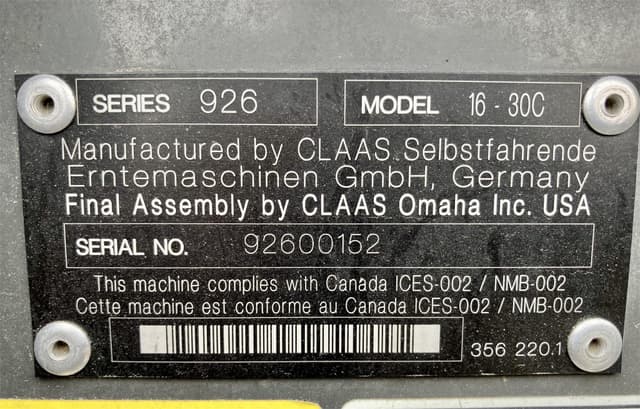 SERIES 926 MODEL 16 - 30C
Manufactured by CLAAS Selbstfahrende
Erntemaschinen GmbH, Germany
Final Assembly by CLAAS Omaha Inc. USA
SERIAL NO. 92600152
This machine complies with Canada ICES-002 / NMB-002
Cette machine est conforme au Canada ICES-002 / NMB-002
356 220.1